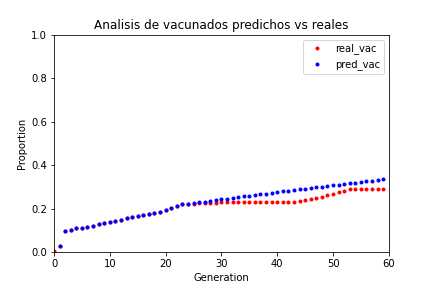 Analisis de vacunados predichos vs reales
1.0
0.8
0.6
0.4
0.2
0.0
Proportion
real_vac
pred_vac
0 10 20 30 40 50 60
Generation